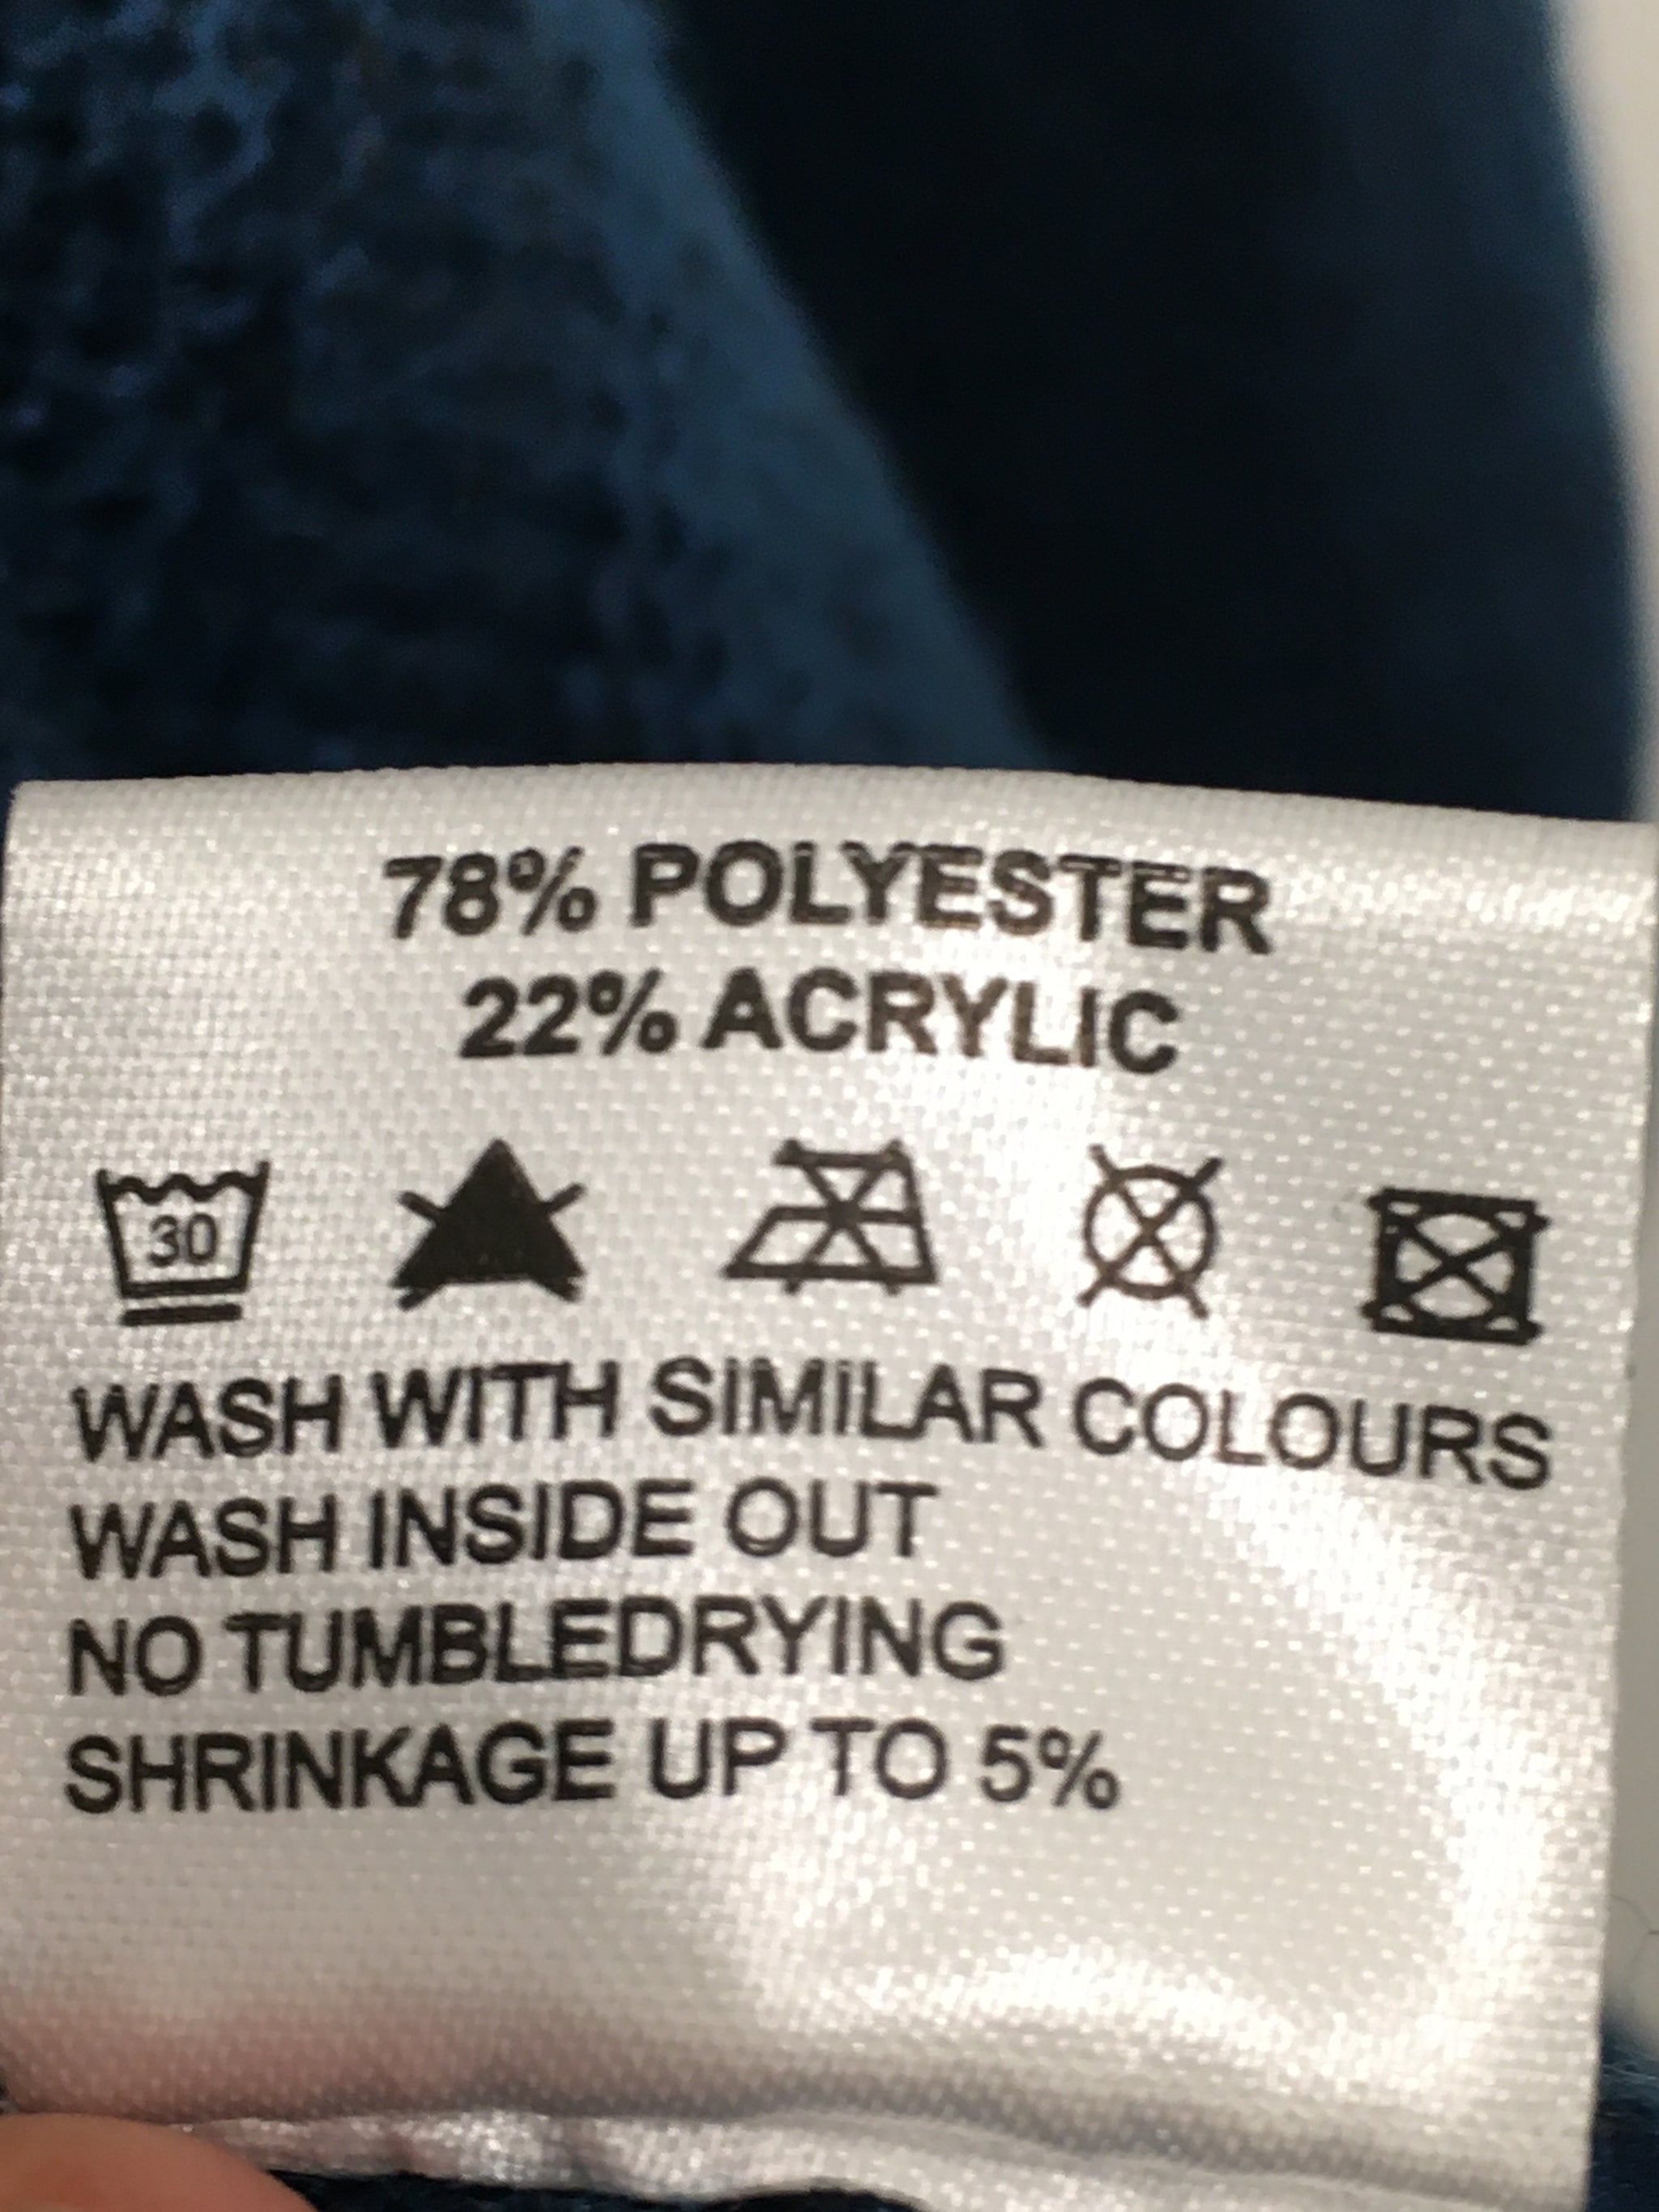 78% POLYESTER
22% ACRYLIC
30
WASH WITH SIMILAR COLOURS
WASH INSIDE OUT
NO TUMBLEDRYING
SHRINKAGE UP TO 5%